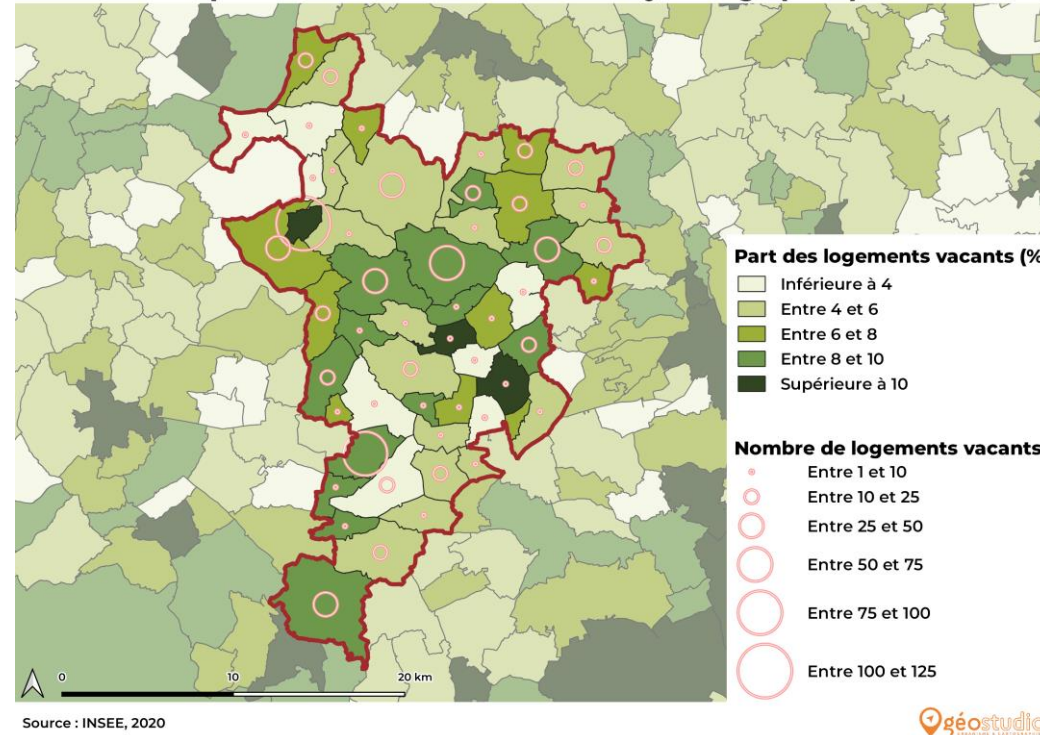 Part des logements vacants (%
Inférieure à 4
Entre 4 et 6
Entre 6 et 8
Entre 8 et 10
Supérieure à 10
Nombre de logements vacants
Entre 1 et 10
Entre 10 et 25
Entre 25 et 50
Entre 50 et 75
Entre 75 et 100
Entre 100 et 125
0 10 20 km
Source : INSEE, 2020
géostudio